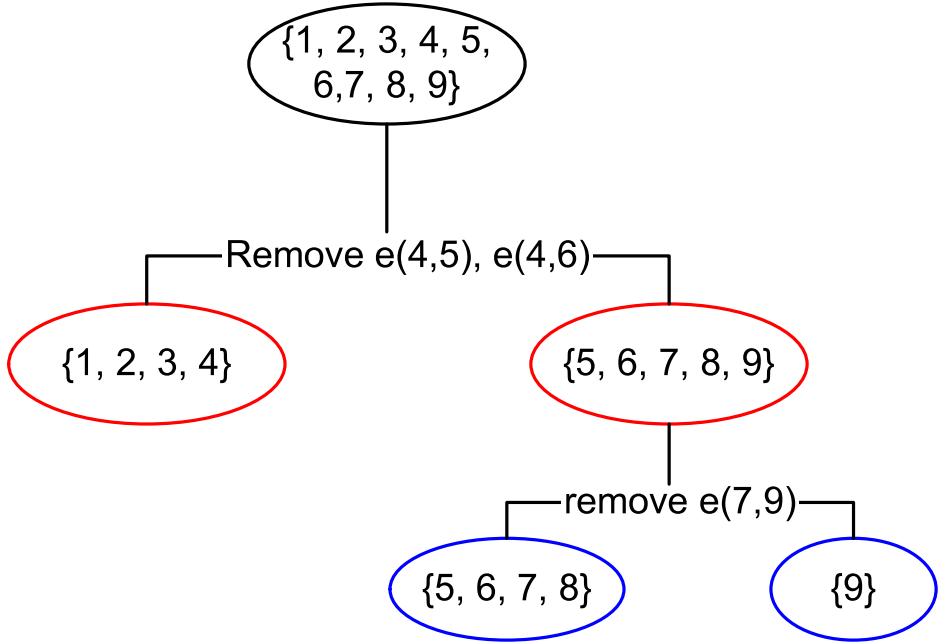 {1, 2, 3, 4, 5,
6,7, 8, 9}
Remove e(4,5), e(4,6)
{1, 2, 3, 4}
{5, 6, 7, 8, 9}
remove e(7,9)
{5, 6, 7, 8}
{9}